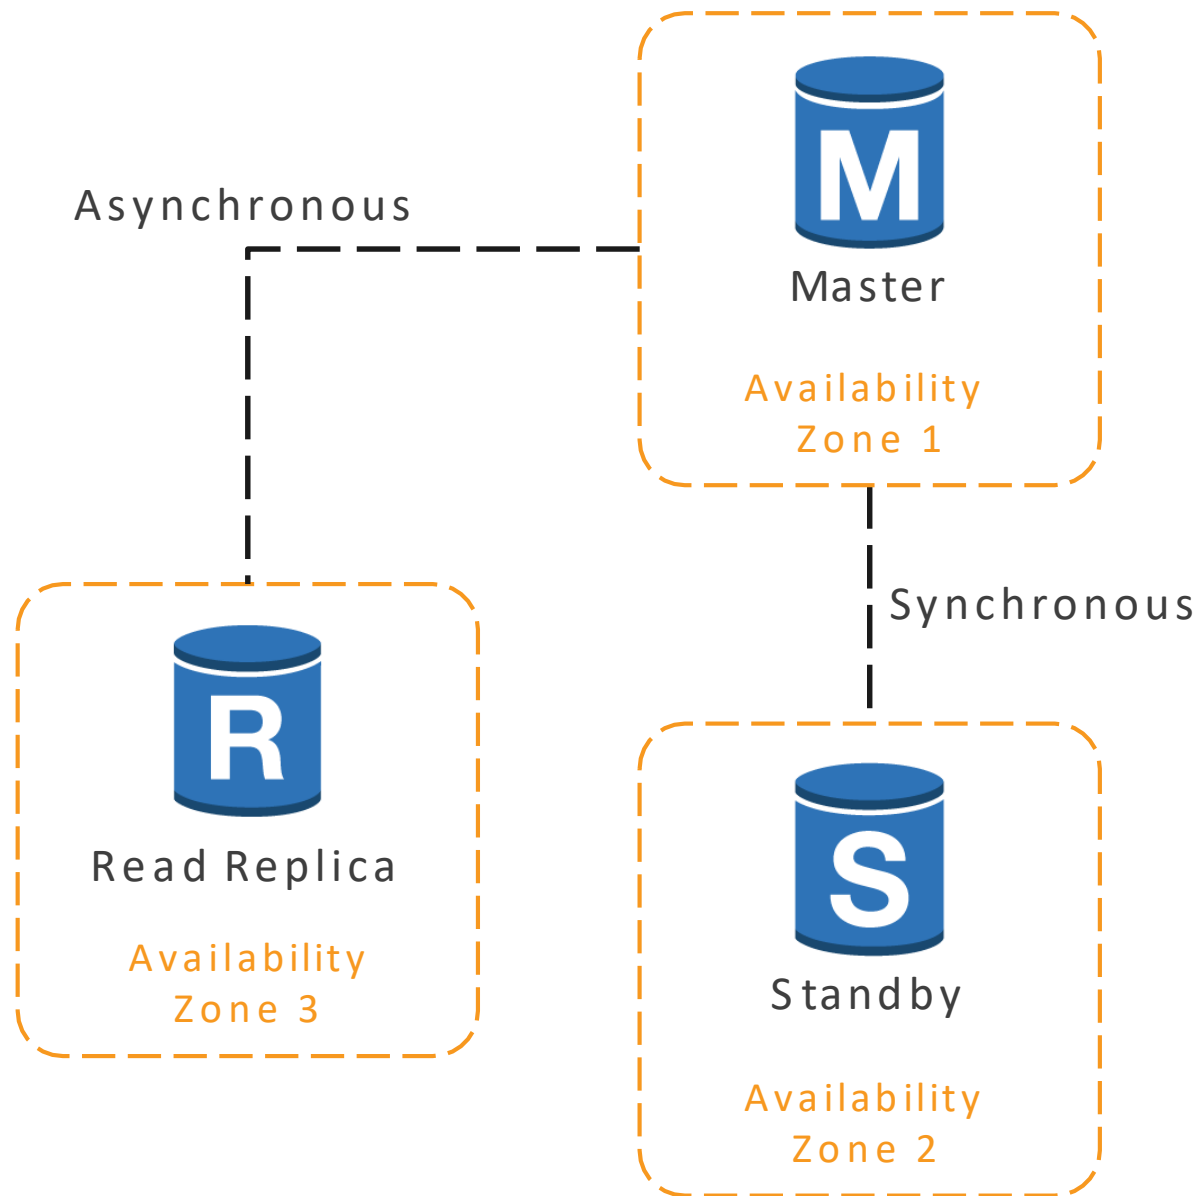 M
Master
Availability
Zone 1
Asynchronous
Synchronous
R
Read Replica
Availability
Zone 3
S
Standby
Availability
Zone 2